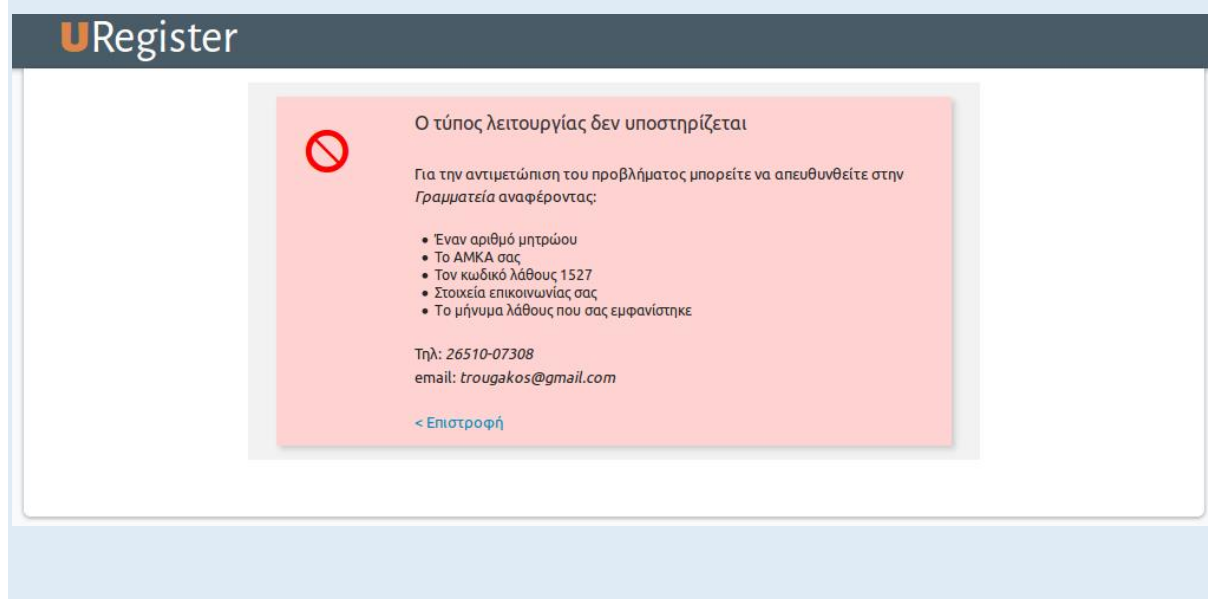 URegister
Ο τύπος λειτουργίας δεν υποστηρίζεται
Για την αντιμετώπιση του προβλήματος μπορείτε να απευθυνθείτε στην
Γραμματεία αναφέροντας:
• Έναν αριθμό μητρώου
• Το ΑΜΚΑ σας
• Τον κωδικό λάθους 1527
• Στοιχεία επικοινωνίας σας
• Το μήνυμα λάθους που σας εμφανίστηκε
Τηλ: 26510-07308
email: trougakos@gmail.com
< Επιστροφή